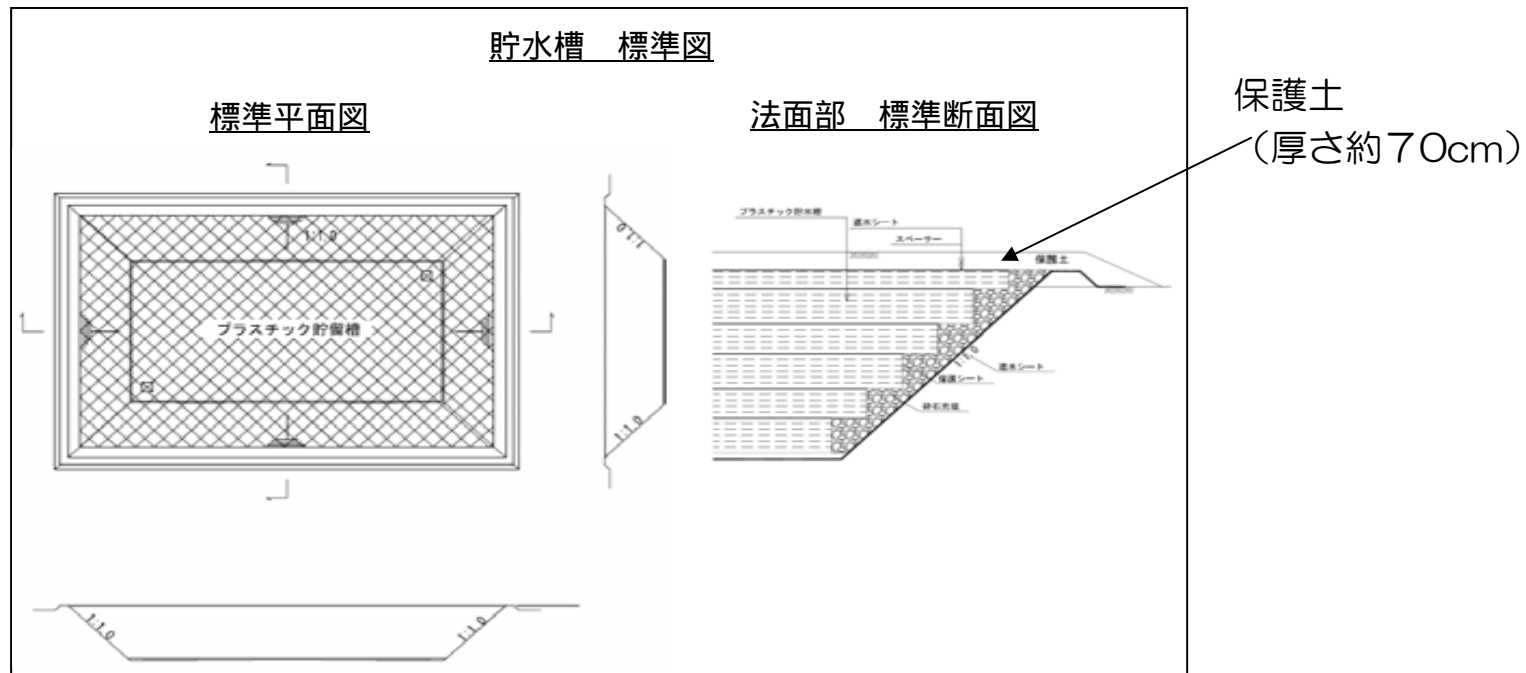 貯水槽　標準図
標準平面図
1:1.0
プラスチック貯留槽
1:1.0
1:1.0
1:1.0
1:1.0
法面部　標準断面図
プラスチック貯水槽
遮水シート
スペーサー
保護土
1:1.0
遮水シート
保護シート
砕石充填
保護土
（厚さ約７０cm）